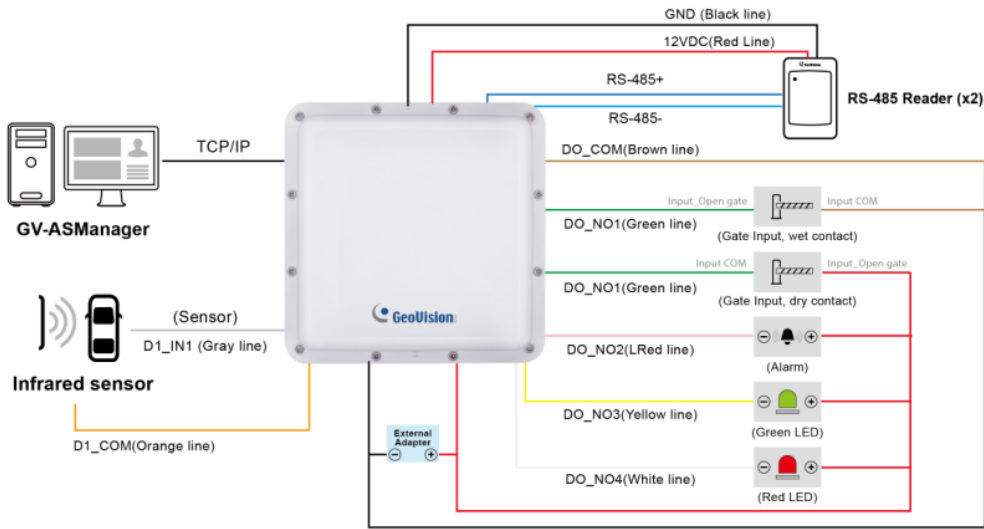 GND (Black line)
12VDC(Red Line)
RS-485+
RS-485-
RS-485 Reader (x2)
TCP/IP
GV-ASManager
DO_COM(Brown line)
Input_Open gate
Input COM
DO_NO1(Green line)
(Gate Input, wet contact)
Input COM
Input_Open gate
DO_NO1(Green line)
(Gate Input, dry contact)
GeoVision
(Sensor)
D1_IN1 (Gray line)
Infrared sensor
DO_NO2(LRed line)
(Alarm)
DO_NO3(Yellow line)
(Green LED)
D1_COM(Orange line)
External
Adapter
DO_NO4(White line)
(Red LED)